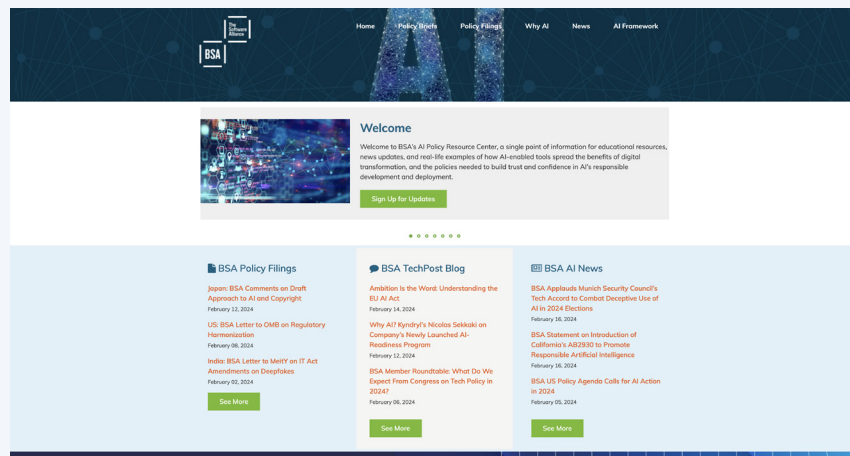 The
Software
Alliance
BSA
Home Policy Briefs Policy Filings Why AI News AI Framework
AI
Welcome
Welcome to BSA's AI Policy Resource Center, a single point of information for educational resources,
news updates, and real-life examples of how AI-enabled tools spread the benefits of digital
transformation, and the policies needed to build trust and confidence in AI's responsible
development and deployment.
Sign Up for Updates
BSA Policy Filings
Japan: BSA Comments on Draft
Approach to AI and Copyright
February 12, 2024
US: BSA Letter to OMB on Regulatory
Harmonization
February 08, 2024
India: BSA Letter to MeitY on IT Act
Amendments on Deepfakes
February 02, 2024
See More
BSA TechPost Blog
Ambition Is the Word: Understanding the
EU AI Act
February 14, 2024
Why AI? Kyndryl's Nicolas Sekkaki on
Company's Newly Launched AI-
Readiness Program
February 12, 2024
BSA Member Roundtable: What Do We
Expect From Congress on Tech Policy in
2024?
February 06, 2024
See More
BSA AI News
BSA Applauds Munich Security Council's
Tech Accord to Combat Deceptive Use of
AI in 2024 Elections
February 16, 2024
BSA Statement on Introduction of
California's AB2930 to Promote
Responsible Artificial Intelligence
February 16, 2024
BSA US Policy Agenda Calls for AI Action
in 2024
February 05, 2024
See More